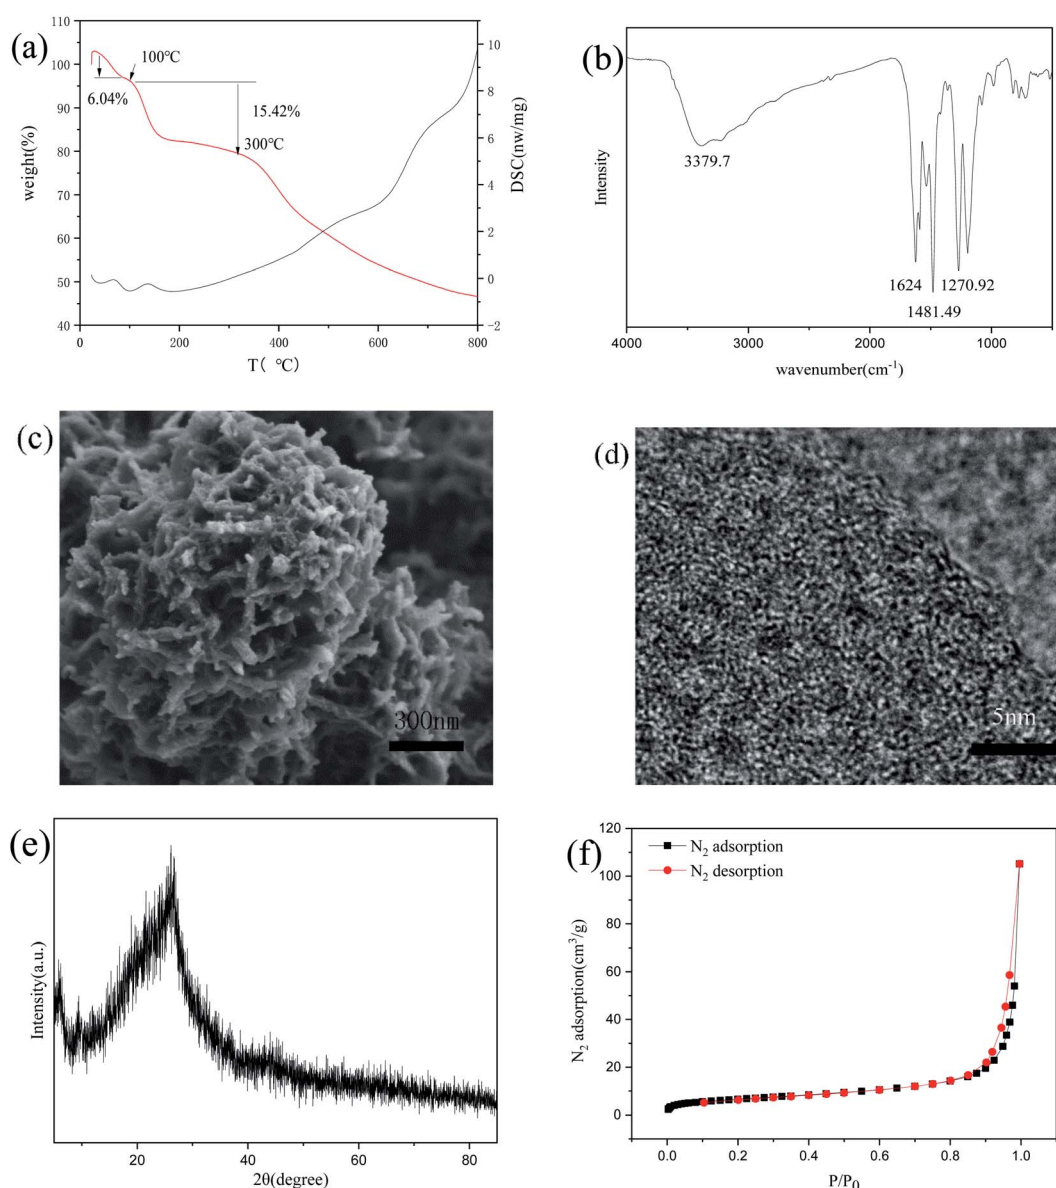 (a)
110
100
90
80
70
60
50
40
weight(%)
100℃
6.04%
15.42%
300℃
10
8
6
4
2
0
-2
DSC(nw/mg)
0 200 400 600 800
T( ℃)
(b)
Intensity
3379.7
1624
1270.92
1481.49
4000 3000 2000 1000
wavenumber(cm-1)
(c)
300nm
(d)
5nm
(e)
Intensity(a.u.)
20 40 60 80
2θ(degree)
(f)
N2 adsorption
N2 desorption
120
100
80
60
40
20
0
N2 adsorption(cm3/g)
0.0 0.2 0.4 0.6 0.8 1.0
P/P0